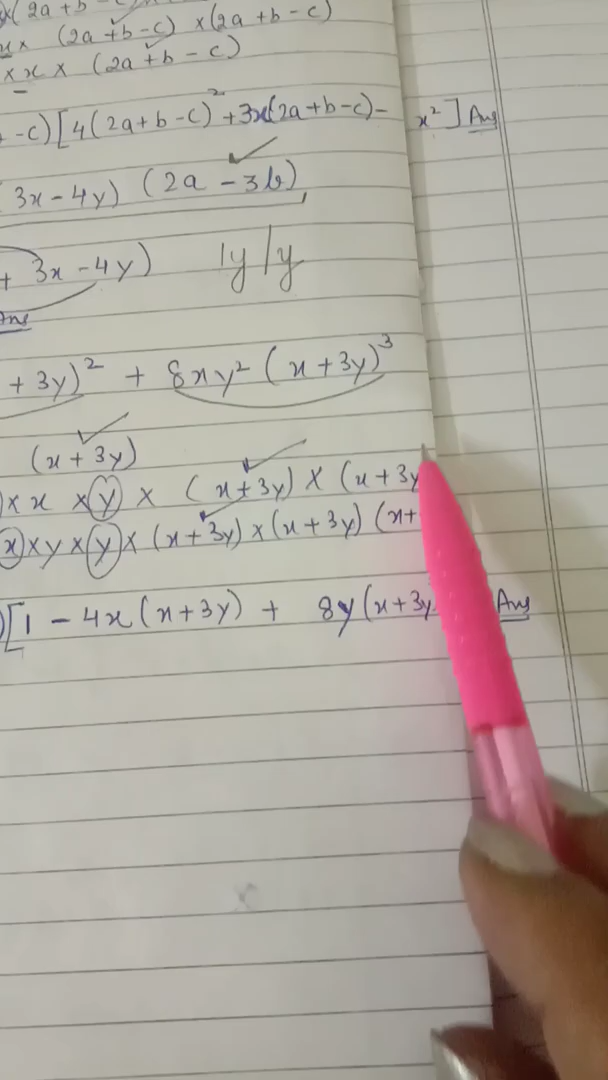 x(2a + b - c
x x (2a + b - c) x (2a + b - c)
x x x (2a + b - c)
- c) [4(2a + b - c)² + 3x(2a + b - c) - x²] Ans
3x - 4y) (2a - 3b)
+ 3x - 4y) 1y/y
Ans
+ 3y)² + 8xy² (x + 3y)³
(x + 3y)
) x x x y x (x + 3y) x (x + 3y
x) x y x y x (x + 3y) x (x + 3y) (x +
) [1 - 4x(x + 3y) + 8y(x + 3y Ans